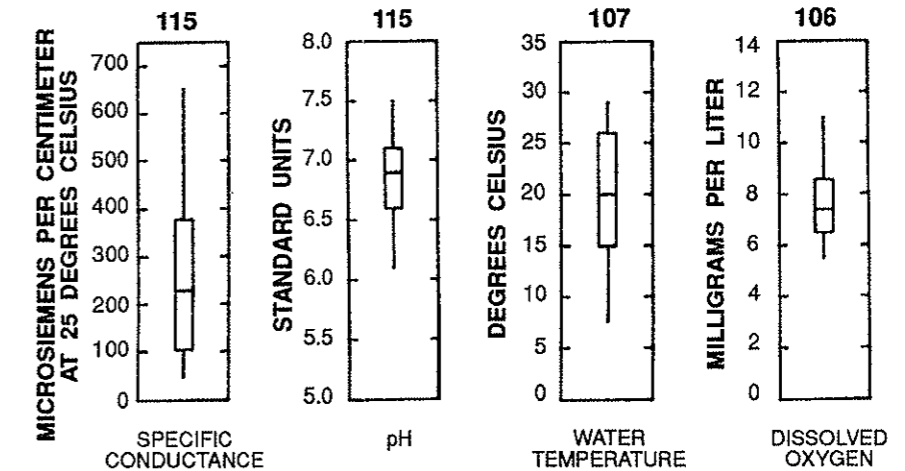 115
MICROSIEMENS PER CENTIMETER
AT 25 DEGREES CELSIUS
700
600
500
400
300
200
100
0
SPECIFIC
CONDUCTANCE
115
STANDARD UNITS
8.0
7.5
7.0
6.5
6.0
5.5
5.0
pH
107
DEGREES CELSIUS
35
30
25
20
15
10
5
0
WATER
TEMPERATURE
106
MILLIGRAMS PER LITER
14
12
10
8
6
4
2
0
DISSOLVED
OXYGEN